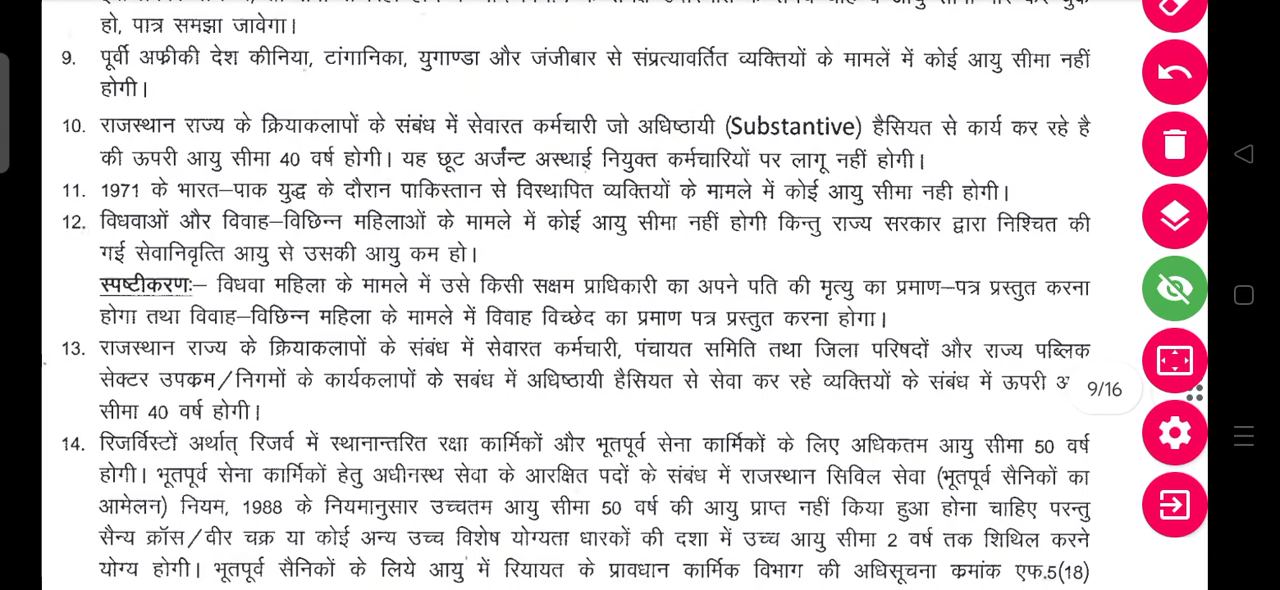 हो, पात्र समझा जावेगा।
9. पूर्वी अफ्रीकी देश कीनिया, टांगानिका, युगाण्डा और जंजीबार से संप्रत्यावर्तित व्यक्तियों के मामलें में कोई आयु सीमा नहीं
होगी।
10. राजस्थान राज्य के क्रियाकलापों के संबंध में सेवारत कर्मचारी जो अधिष्ठायी (Substantive) हैसियत से कार्य कर रहे है
की ऊपरी आयु सीमा 40 वर्ष होगी। यह छूट अर्जन्ट अस्थाई नियुक्त कर्मचारियों पर लागू नहीं होगी।
11. 1971 के भारत–पाक युद्ध के दौरान पाकिस्तान से विस्थापित व्यक्तियों के मामले में कोई आयु सीमा नही होगी।
12. विधवाओं और विवाह–विछिन्न महिलाओं के मामले में कोई आयु सीमा नहीं होगी किन्तु राज्य सरकार द्वारा निश्चित की
गई सेवानिवृत्ति आयु से उसकी आयु कम हो।
स्पष्टीकरणः– विधवा महिला के मामले में उसे किसी सक्षम प्राधिकारी का अपने पति की मृत्यु का प्रमाण–पत्र प्रस्तुत करना
होगा तथा विवाह–विछिन्न महिला के मामले में विवाह विच्छेद का प्रमाण पत्र प्रस्तुत करना होगा।
13. राजस्थान राज्य के क्रियाकलापों के संबंध में सेवारत कर्मचारी, पंचायत समिति तथा जिला परिषदों और राज्य पब्लिक
सेक्टर उपकम/निगमों के कार्यकलापों के सबंध में अधिष्ठायी हैसियत से सेवा कर रहे व्यक्तियों के संबंध में ऊपरी
9/16
सीमा 40 वर्ष होगी।
14. रिजर्विस्टों अर्थात् रिजर्व में स्थानान्तरित रक्षा कार्मिकों और भूतपूर्व सेना कार्मिकों के लिए अधिकतम आयु सीमा 50 वर्ष
होगी। भूतपूर्व सेना कार्मिकों हेतु अधीनस्थ सेवा के आरक्षित पदों के संबंध में राजस्थान सिविल सेवा (भूतपूर्व सैनिकों का
आमेलन) नियम, 1988 के नियमानुसार उच्चतम आयु सीमा 50 वर्ष की आयु प्राप्त नहीं किया हुआ होना चाहिए परन्तु
सैन्य क्रॉस/वीर चक्र या कोई अन्य उच्च विशेष योग्यता धारकों की दशा में उच्च आयु सीमा 2 वर्ष तक शिथिल करने
योग्य होगी। भूतपूर्व सैनिकों के लिये आयु में रियायत के प्रावधान कार्मिक विभाग की अधिसूचना कमांक एफ.5(18)